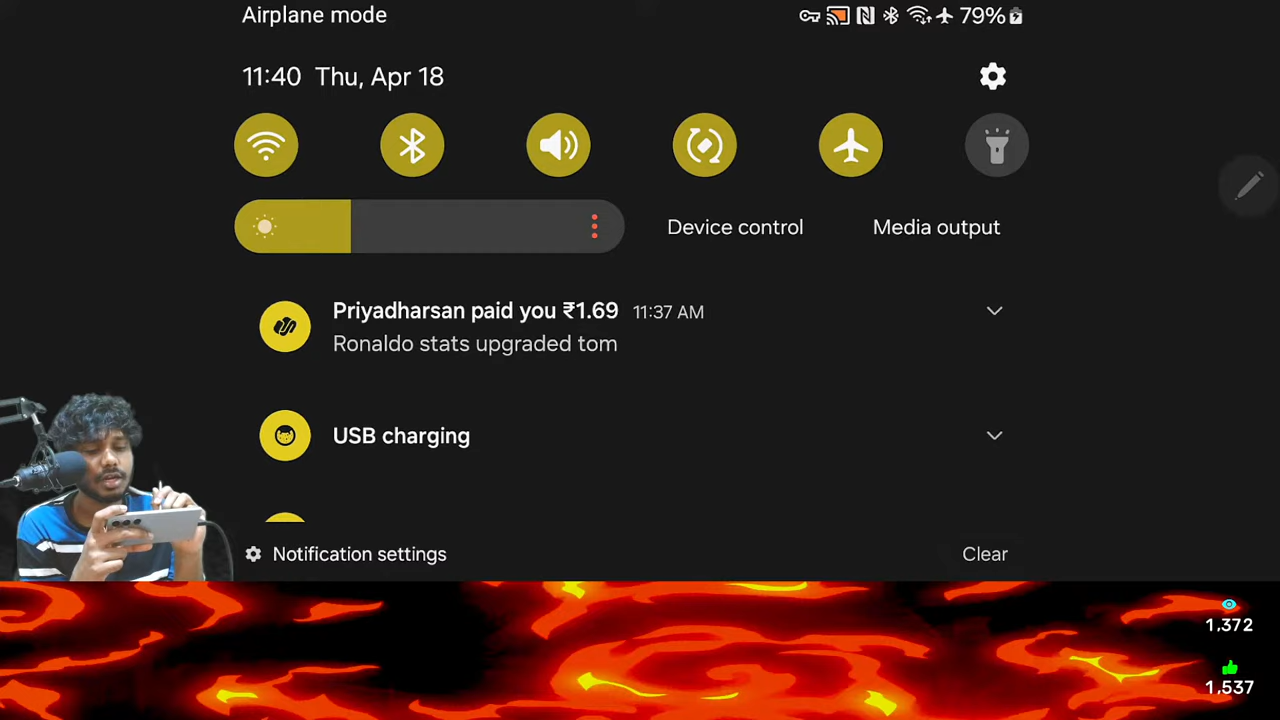 Airplane mode
79%
11:40 Thu, Apr 18
Device control
Media output
Priyadharsan paid you ₹1.69 11:37 AM
Ronaldo stats upgraded tom
USB charging
Notification settings
Clear
1,372
1,537